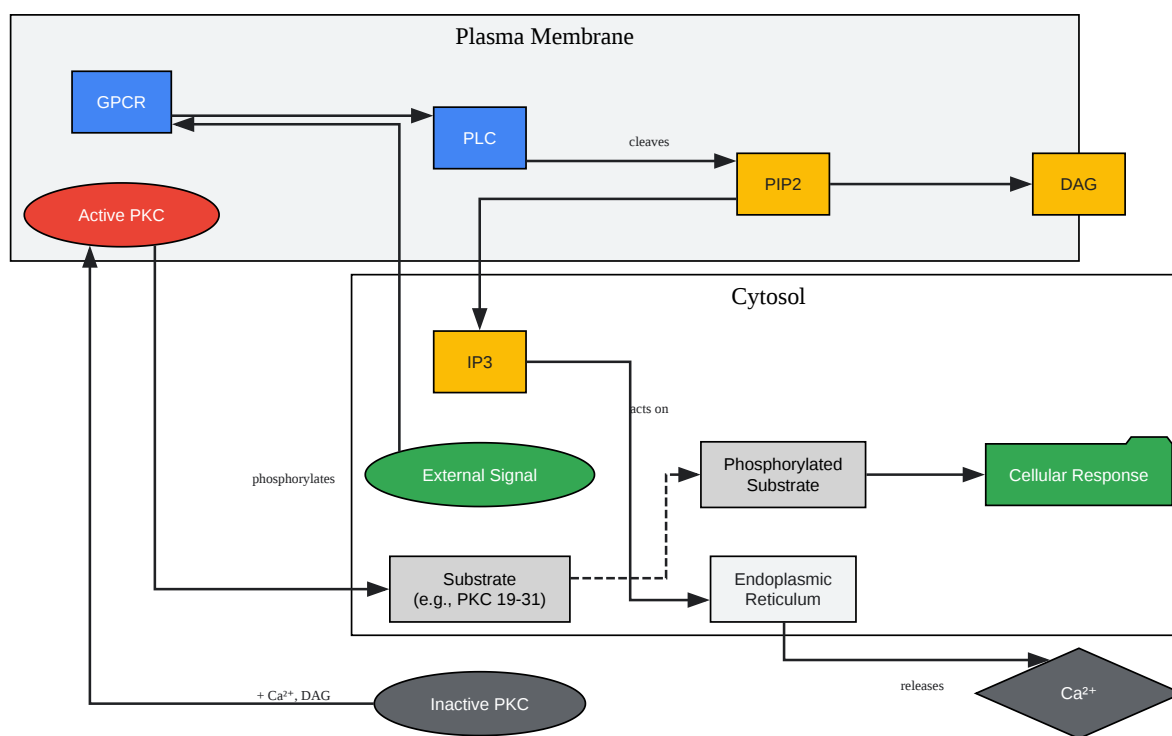 Plasma Membrane
GPCR
PLC
cleaves
PIP2
DAG
Active PKC
Cytosol
IP3
acts on
External Signal
phosphorylates
Phosphorylated
Substrate
Cellular Response
Substrate
(e.g., PKC 19-31)
Endoplasmic
Reticulum
releases
Ca²⁺
+ Ca²⁺, DAG
Inactive PKC